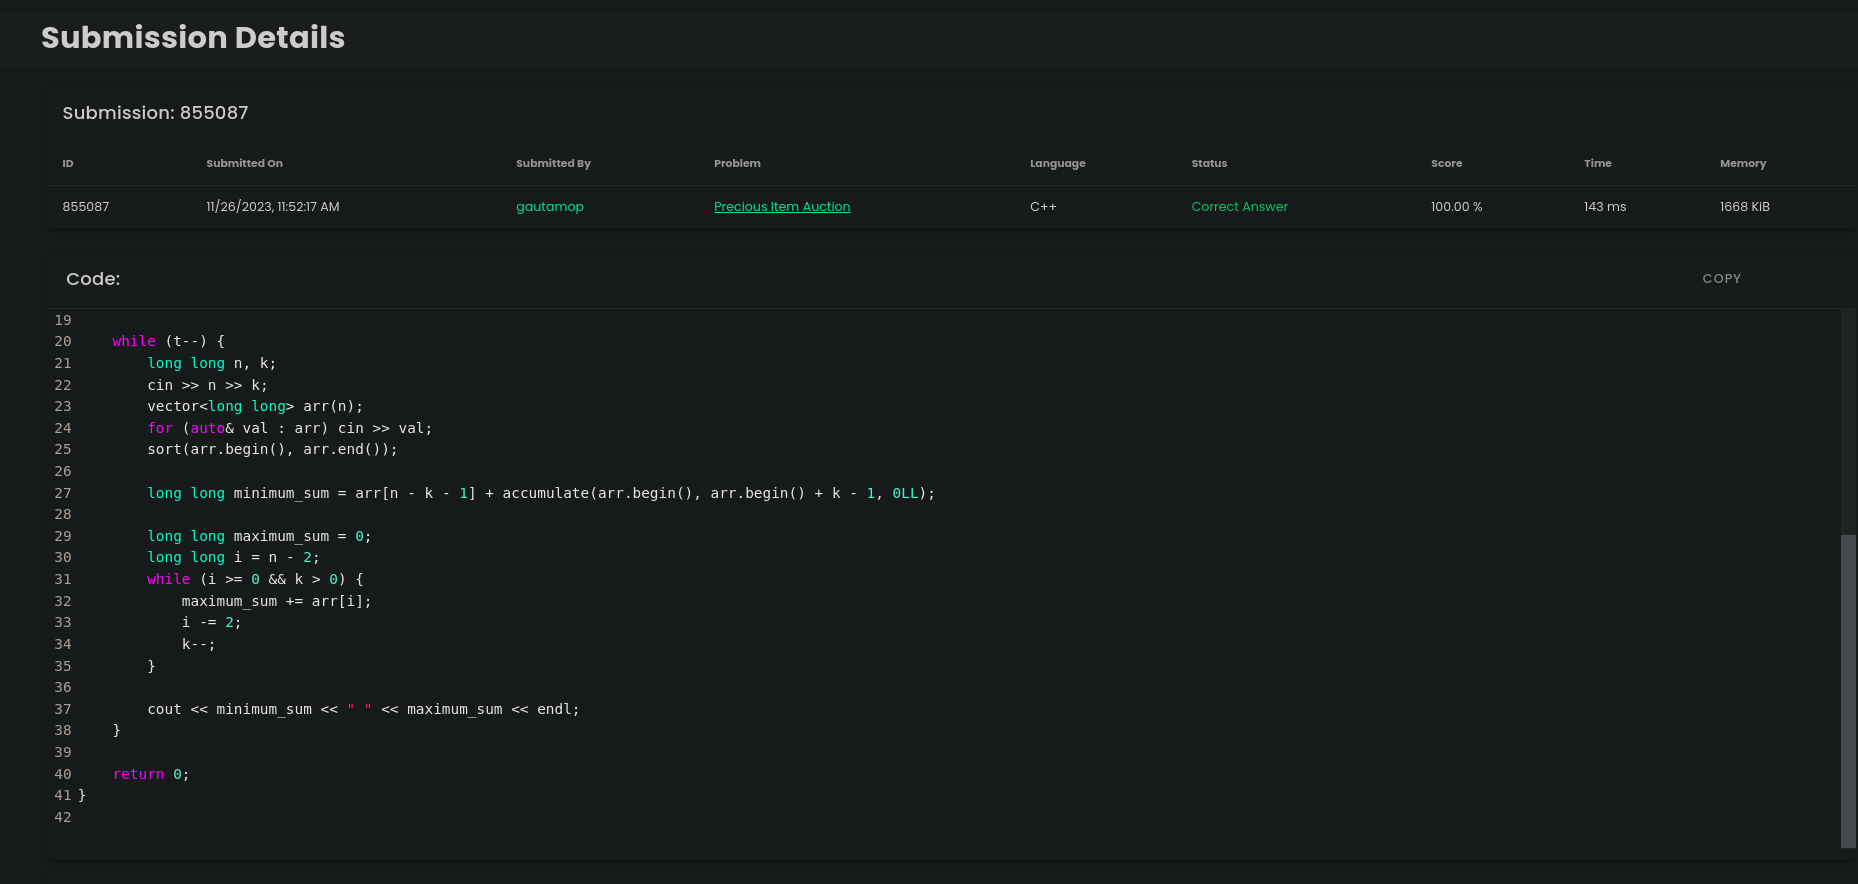 Submission Details
Submission: 855087
ID Submitted On Submitted By Problem Language Status Score Time Memory
855087 11/26/2023, 11:52:17 AM gautamop Precious Item Auction C++ Correct Answer 100.00 % 143 ms 1668 KiB
Code: COPY
19
20     while (t--) {
21         long long n, k;
22         cin >> n >> k;
23         vector<long long> arr(n);
24         for (auto& val : arr) cin >> val;
25         sort(arr.begin(), arr.end());
26
27         long long minimum_sum = arr[n - k - 1] + accumulate(arr.begin(), arr.begin() + k - 1, 0LL);
28
29         long long maximum_sum = 0;
30         long long i = n - 2;
31         while (i >= 0 && k > 0) {
32             maximum_sum += arr[i];
33             i -= 2;
34             k--;
35         }
36
37         cout << minimum_sum << " " << maximum_sum << endl;
38     }
39
40     return 0;
41 }
42